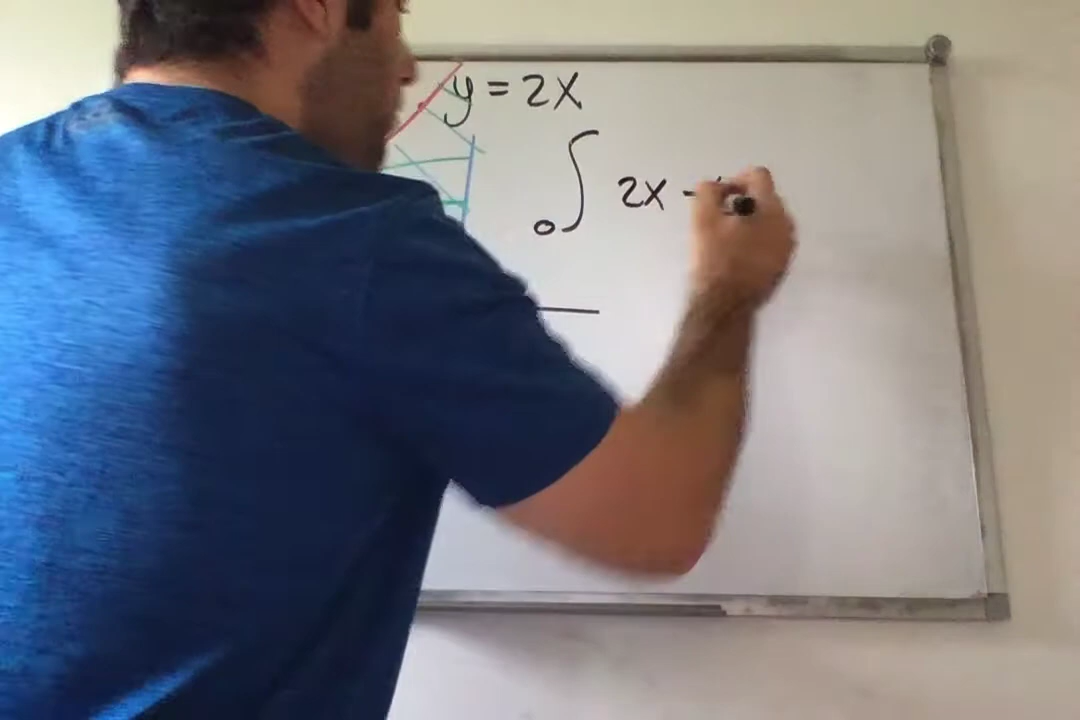 y = 2x
∫
0
2x -